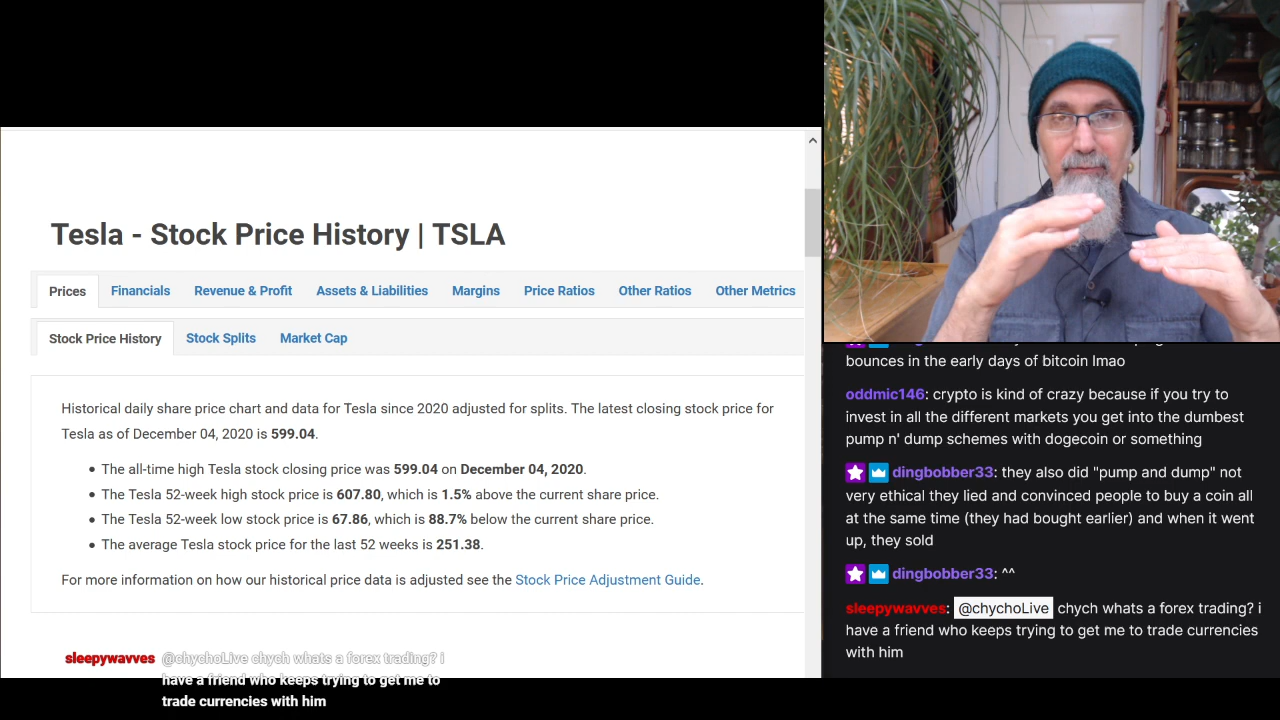 Tesla - Stock Price History | TSLA
Prices Financials Revenue & Profit Assets & Liabilities Margins Price Ratios Other Ratios Other Metrics
Stock Price History Stock Splits Market Cap
Historical daily share price chart and data for Tesla since 2020 adjusted for splits. The latest closing stock price for
Tesla as of December 04, 2020 is 599.04.
• The all-time high Tesla stock closing price was 599.04 on December 04, 2020.
• The Tesla 52-week high stock price is 607.80, which is 1.5% above the current share price.
• The Tesla 52-week low stock price is 67.86, which is 88.7% below the current share price.
• The average Tesla stock price for the last 52 weeks is 251.38.
For more information on how our historical price data is adjusted see the Stock Price Adjustment Guide.
sleepywavves @chychoLive chych whats a forex trading? i
have a friend who keeps trying to get me to
trade currencies with him
bounces in the early days of bitcoin lmao
oddmic146: crypto is kind of crazy because if you try to
invest in all the different markets you get into the dumbest
pump n' dump schemes with dogecoin or something
dingbobber33: they also did "pump and dump" not
very ethical they lied and convinced people to buy a coin all
at the same time (they had bought earlier) and when it went
up, they sold
dingbobber33: ^^
sleepywavves: @chychoLive chych whats a forex trading? i
have a friend who keeps trying to get me to trade currencies
with him